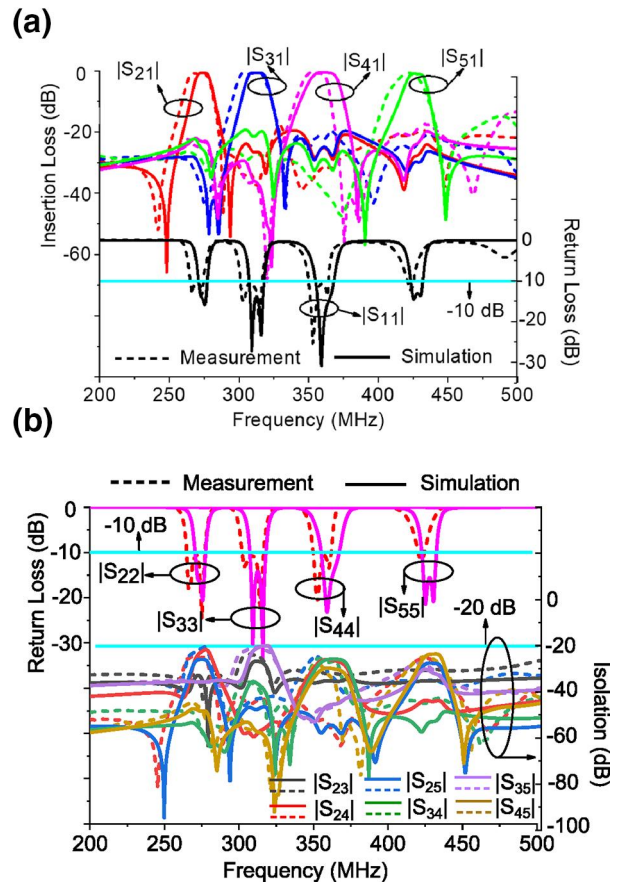 (a)
|S21|
|S31|
|S41|
|S51|
0
-20
-40
-60
Insertion Loss (dB)
0
10
-20
-30
Return Loss (dB)
-10 dB
|S11|
Measurement
Simulation
200 250 300 350 400 450 500
Frequency (MHz)
(b)
Measurement
Simulation
0
-10
-20
-30
Return Loss (dB)
-10 dB
|S22|
|S33|
|S44|
|S55|
-20 dB
0
-20
-40
-60
-80
-100
Isolation (dB)
|S23| |S25| |S35|
|S24| |S34| |S45|
200 250 300 350 400 450 500
Frequency (MHz)